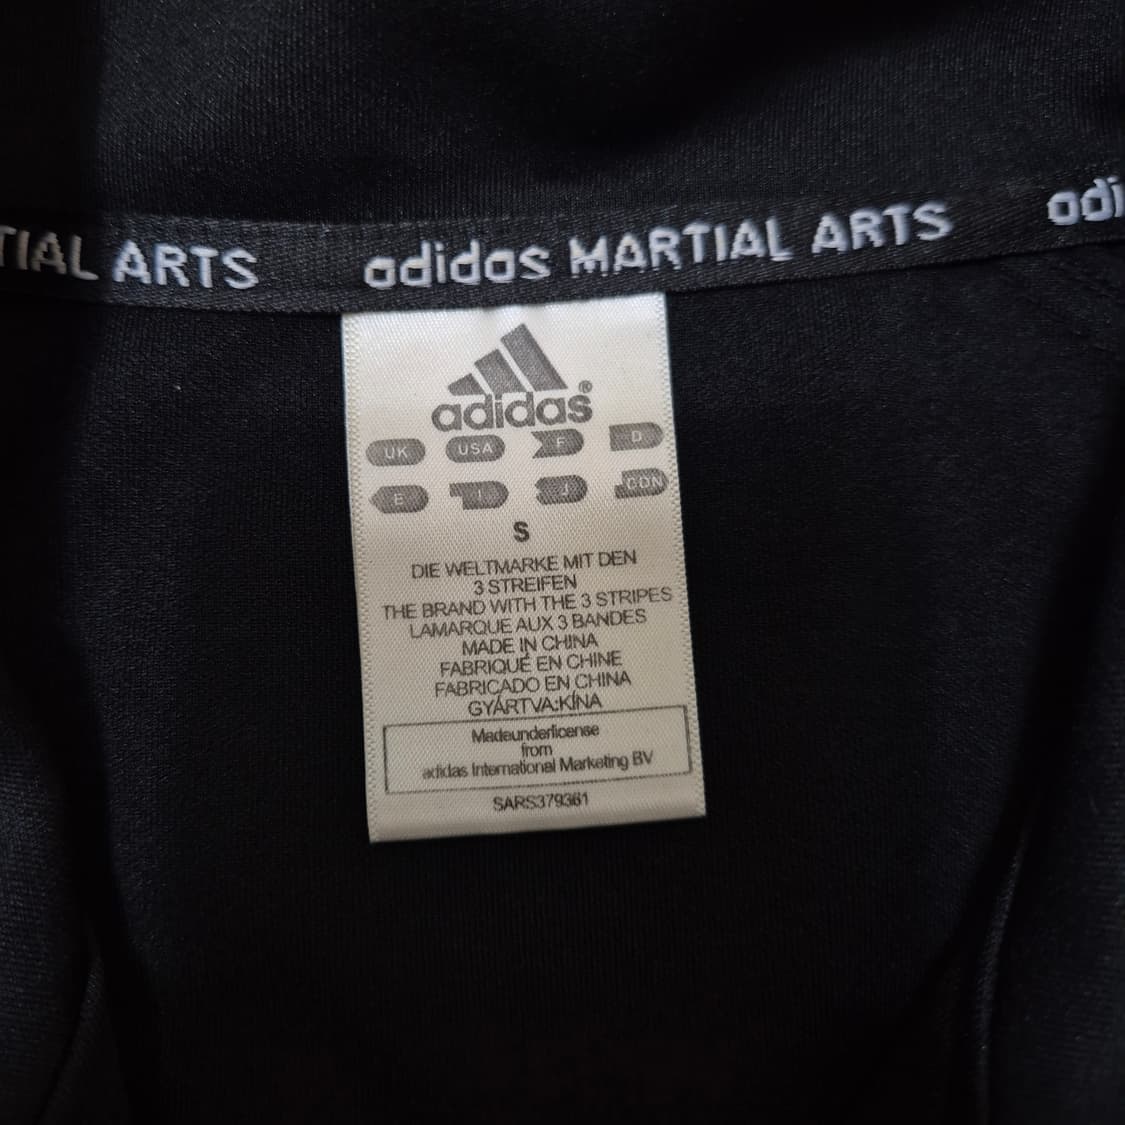 TIAL ARTS adidas MARTIAL ARTS adi
adidas®
UK USA F D
E I J CDN
S
DIE WELTMARKE MIT DEN
3 STREIFEN
THE BRAND WITH THE 3 STRIPES
LAMARQUE AUX 3 BANDES
MADE IN CHINA
FABRIQUÉ EN CHINE
FABRICADO EN CHINA
GYÁRTVA:KÍNA
Madeunderlicense
from
adidas International Marketing BV
SARS379361